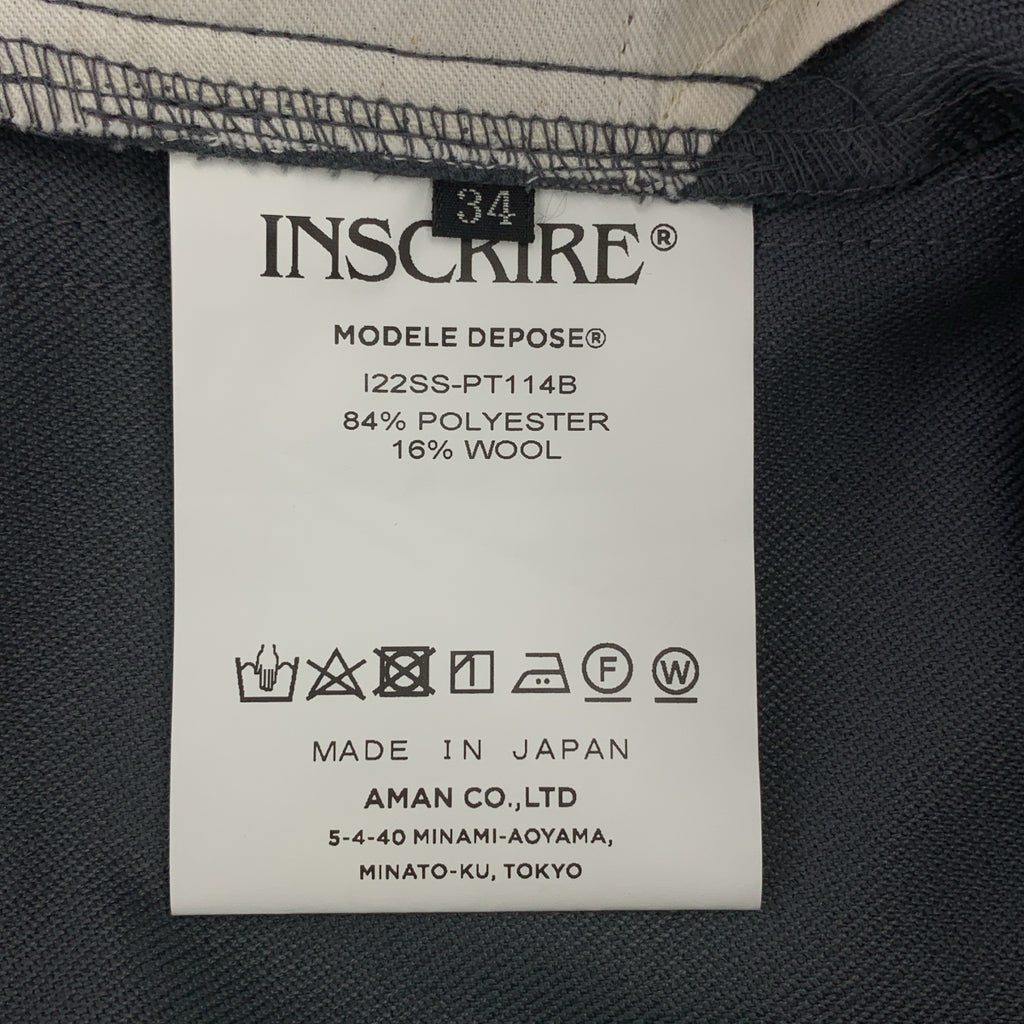 34
INSCRIRE®
MODELE DEPOSE®
I22SS-PT114B
84% POLYESTER
16% WOOL
F W
MADE IN JAPAN
AMAN CO.,LTD
5-4-40 MINAMI-AOYAMA,
MINATO-KU, TOKYO